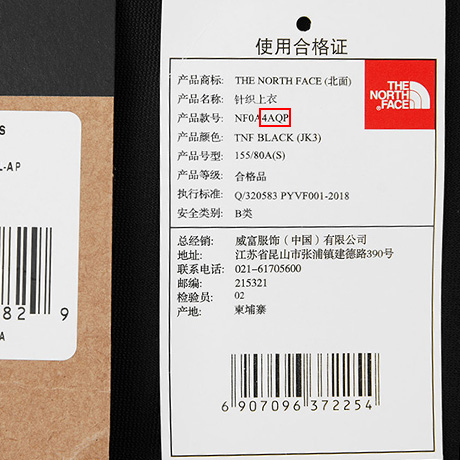 使用合格证
产品商标: THE NORTH FACE (北面)
产品名称: 针织上衣
产品款号: NF0A4AQP
产品颜色: TNF BLACK (JK3)
产品号型: 155/80A(S)
产品等级: 合格品
执行标准: Q/320583 PYVF001-2018
安全类别: B类
THE
NORTH
FACE
总经销: 威富服饰（中国）有限公司
地址: 江苏省昆山市张浦镇建德路390号
联系电话: 021-61705600
邮编: 215321
检验员: 02
产地: 柬埔寨
6 907096 372254
S
L-AP
82 9
A